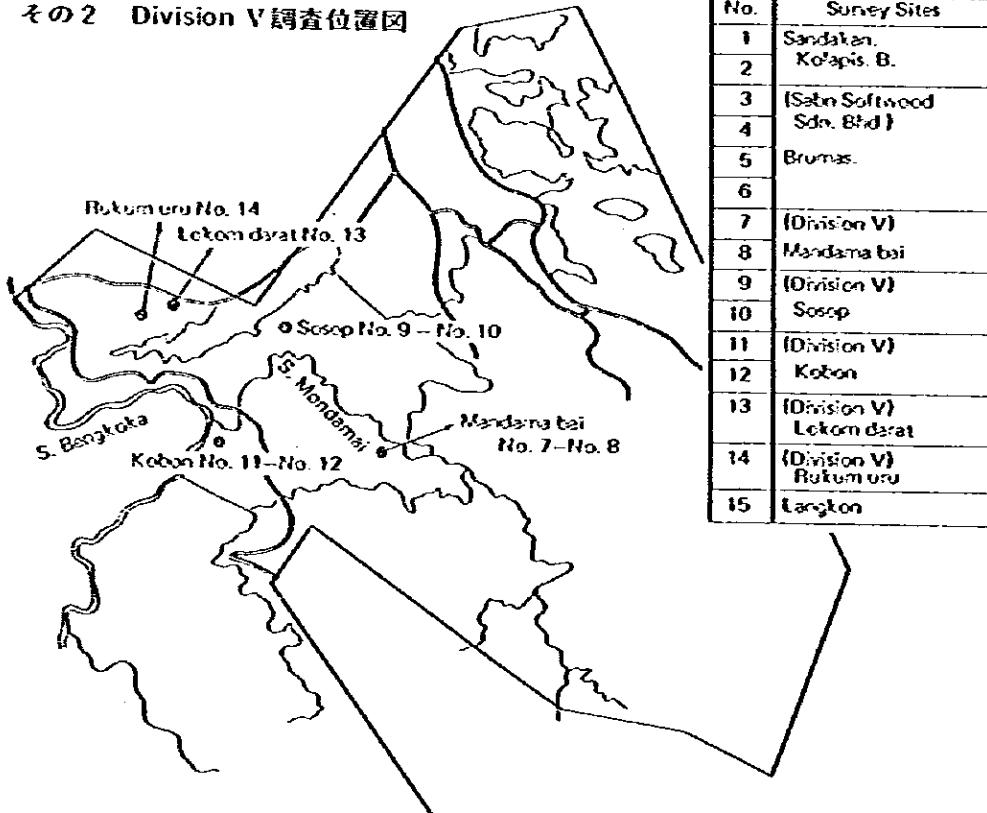 その2 Division V 調査位置図
Rukum uru No. 14
Lekom darat No. 13
Sosop No. 9 – No. 10
S. Mondamai
S. Bengkoka
Mandama bai
No. 7–No. 8
Kobon No. 11–No. 12
No. Survey Sites
1 Sandakan.
Kolapis. B.
2
3 (Sabn Softwood
Sdn. Bhd)
4
5 Brumas.
6
7 (Division V)
8 Mandama bai
9 (Division V)
10 Sosop
11 (Division V)
12 Kobon
13 (Division V)
Lekom darat
14 (Division V)
Rukum uru
15 Langkon